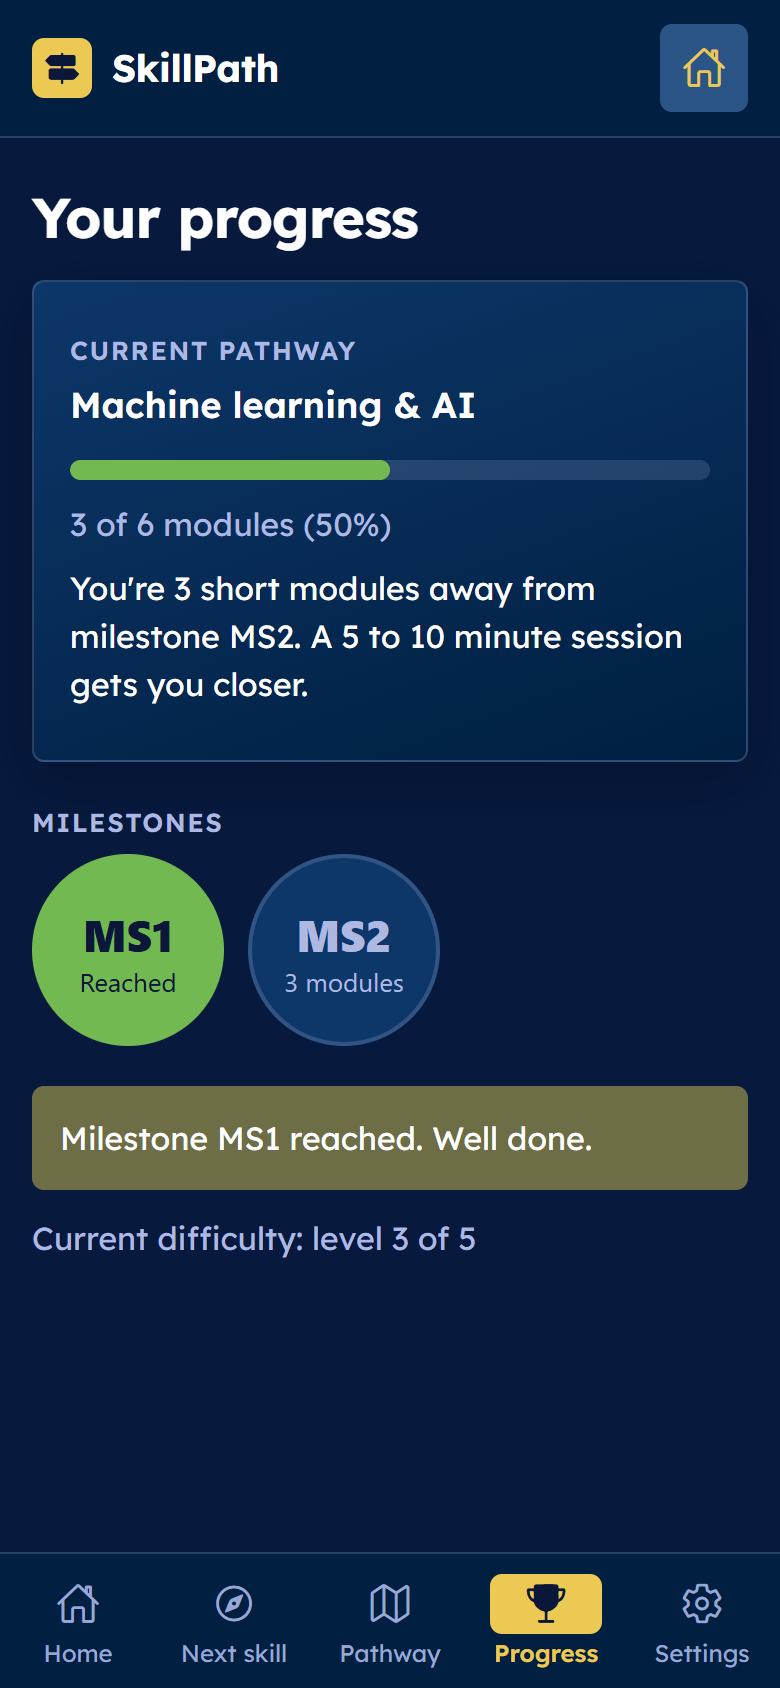 SkillPath
Your progress
CURRENT PATHWAY
Machine learning & AI
3 of 6 modules (50%)
You're 3 short modules away from
milestone MS2. A 5 to 10 minute session
gets you closer.
MILESTONES
MS1
Reached
MS2
3 modules
Milestone MS1 reached. Well done.
Current difficulty: level 3 of 5
Home
Next skill
Pathway
Progress
Settings